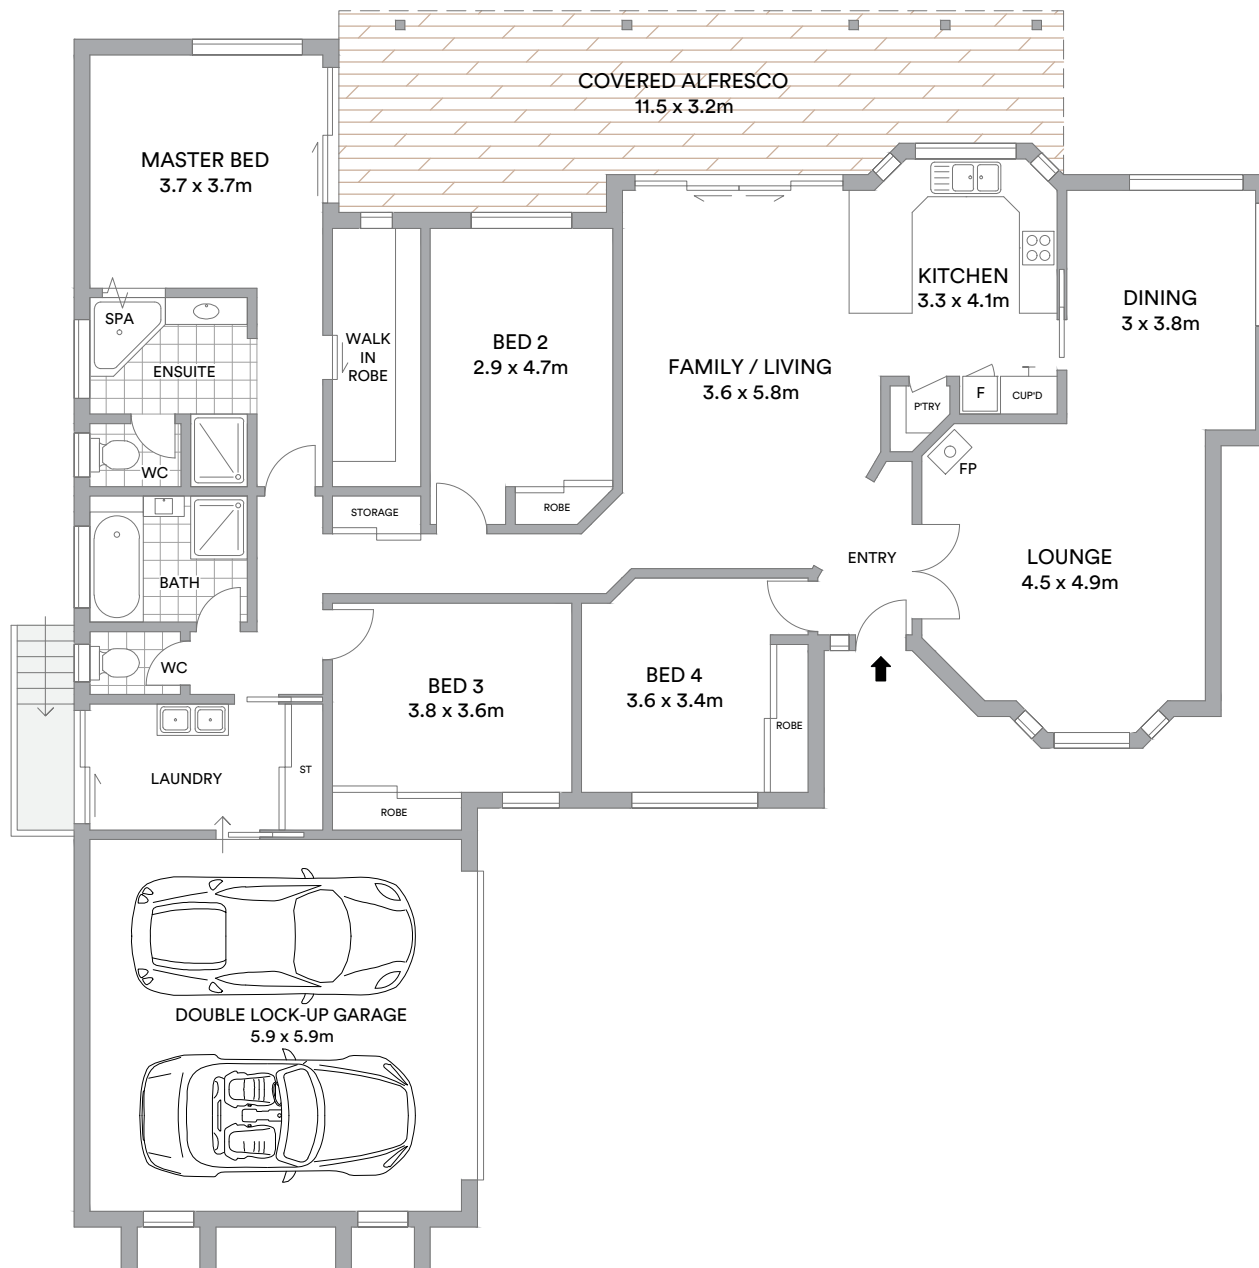 COVERED ALFRESCO
11.5 x 3.2m
MASTER BED
3.7 x 3.7m
KITCHEN
3.3 x 4.1m
DINING
3 x 3.8m
SPA
ENSUITE
WALK
IN
ROBE
BED 2
2.9 x 4.7m
FAMILY / LIVING
3.6 x 5.8m
F
CUP'D
P'TRY
FP
WC
STORAGE
ROBE
ENTRY
LOUNGE
4.5 x 4.9m
BATH
WC
BED 3
3.8 x 3.6m
BED 4
3.6 x 3.4m
ROBE
LAUNDRY
ST
ROBE
DOUBLE LOCK-UP GARAGE
5.9 x 5.9m